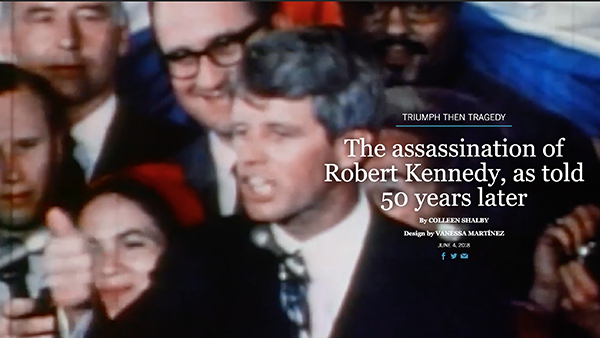 TRIUMPH THEN TRAGEDY
The assassination of
Robert Kennedy, as told
50 years later
By COLLEEN SHALBY
Design by VANESSA MARTÍNEZ
JUNE 4, 2018